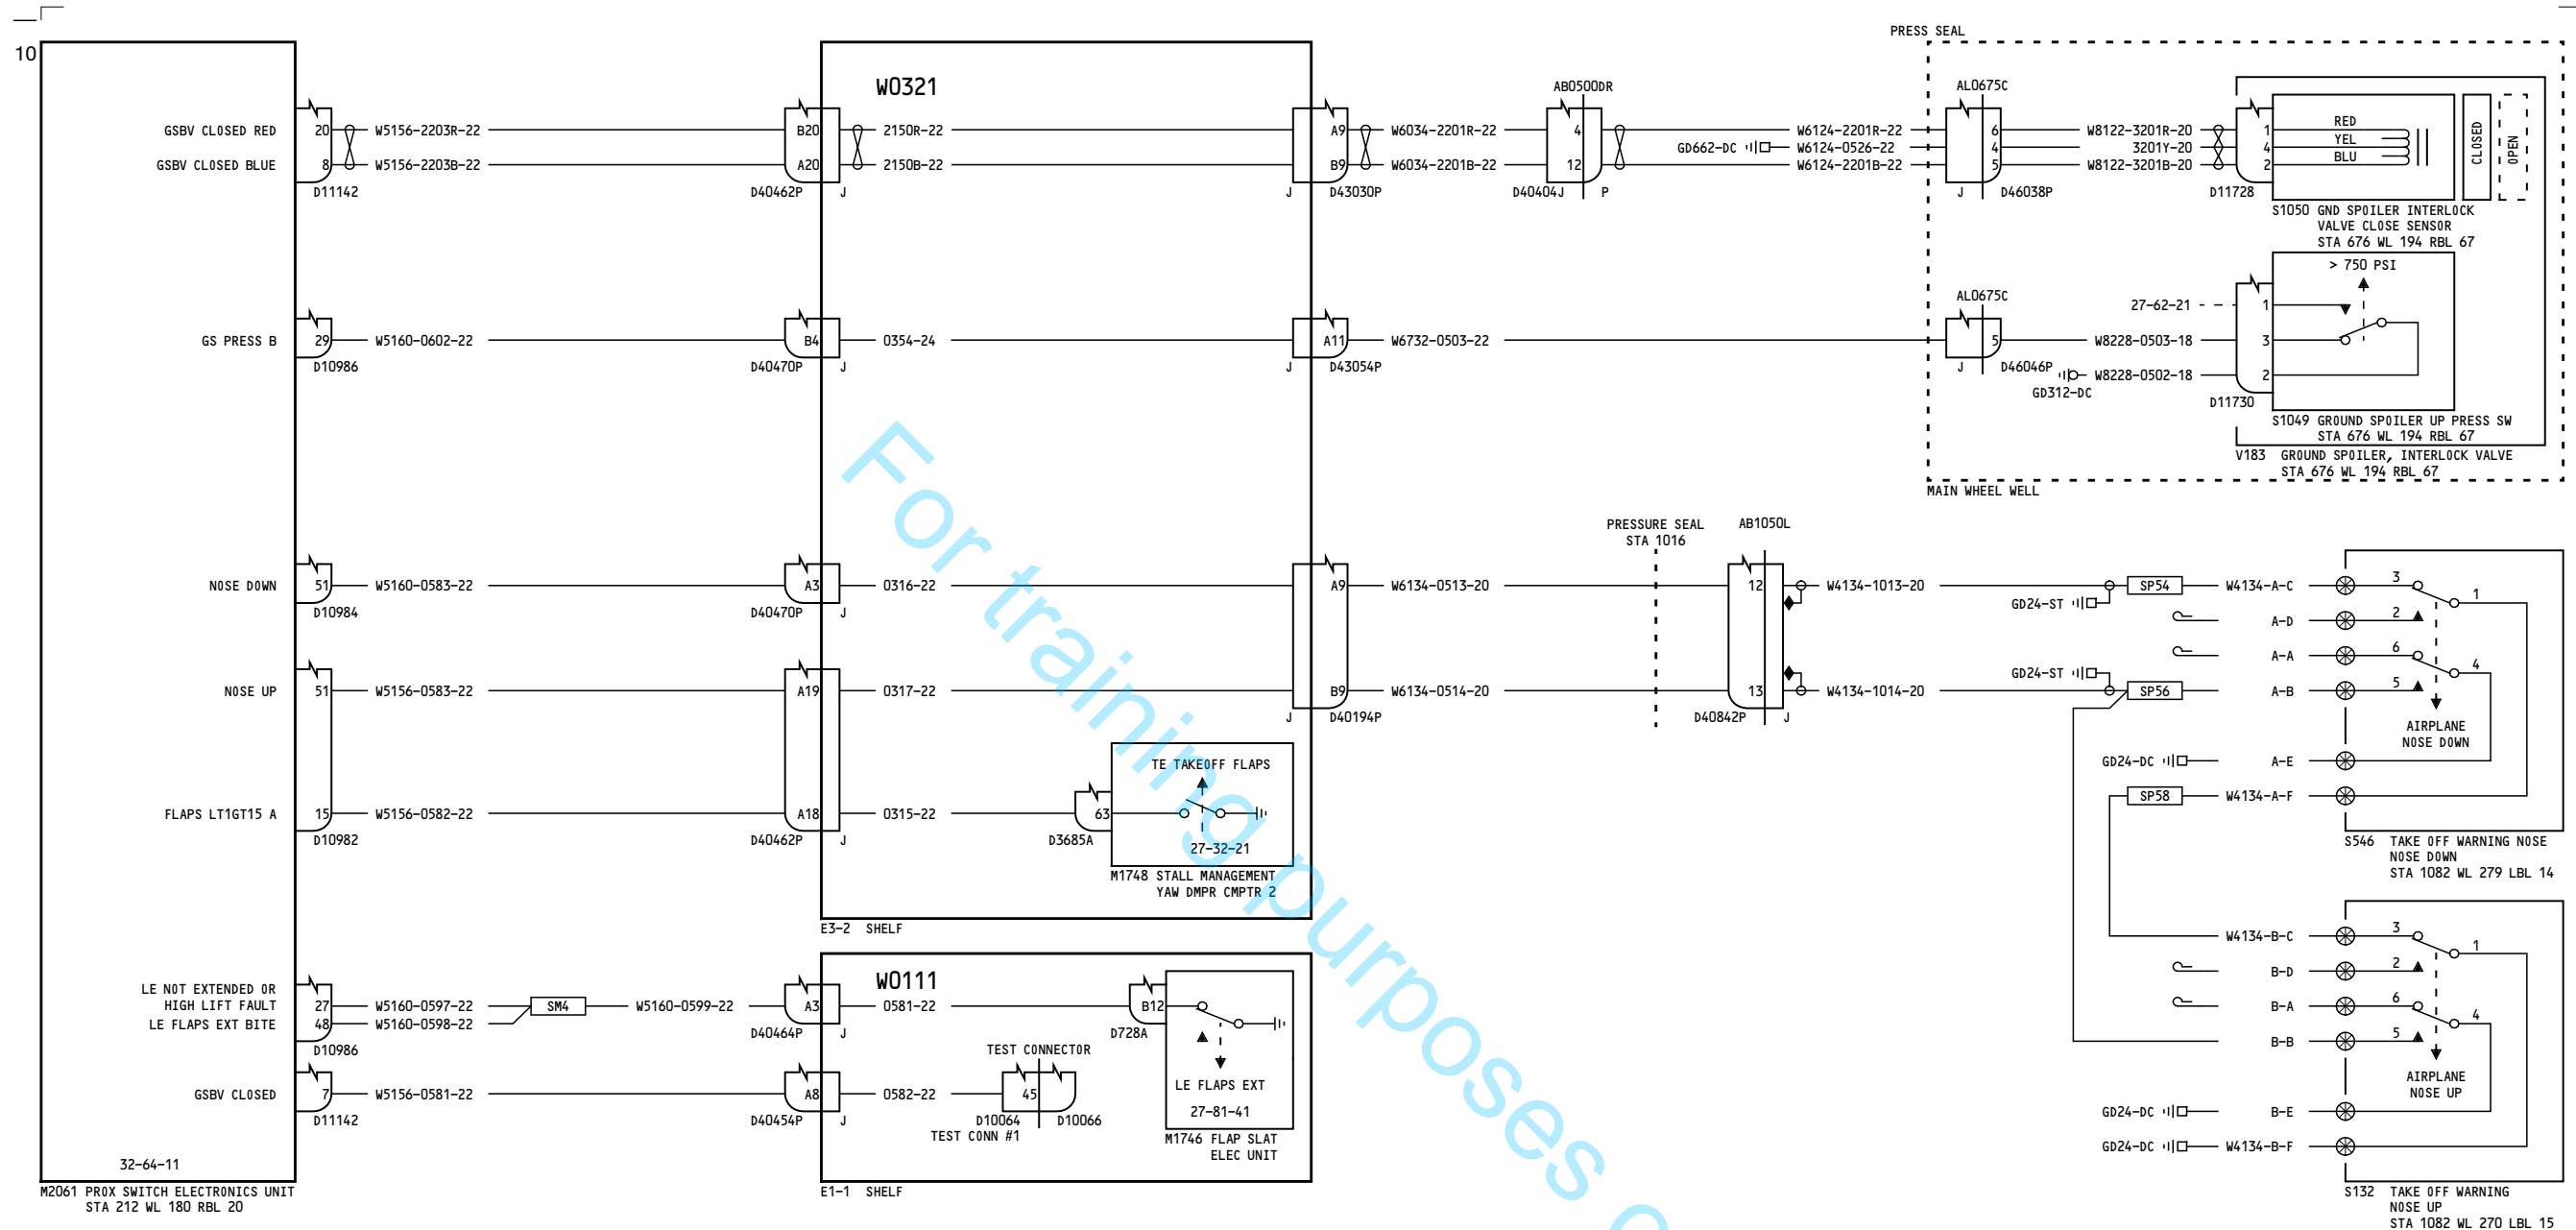 10
PRESS SEAL
W0321
AB0500DR
AL0675C
GSBV CLOSED RED 20 W5156-2203R-22 B20 2150R-22 A9 W6034-2201R-22 4 W6124-2201R-22 6 W8122-3201R-20 1 RED
GD662-DC W6124-0526-22 4 3201Y-20 4 YEL
GSBV CLOSED BLUE 8 W5156-2203B-22 A20 2150B-22 B9 W6034-2201B-22 12 W6124-2201B-22 5 W8122-3201B-20 2 BLU
CLOSED
OPEN
D11142 D40462P J J D43030P D40404J P J D46038P D11728
S1050 GND SPOILER INTERLOCK
VALVE CLOSE SENSOR
STA 676 WL 194 RBL 67
> 750 PSI
AL0675C
27-62-21 1
GS PRESS B 29 W5160-0602-22 B4 0354-24 A11 W6732-0503-22 5 W8228-0503-18 3
D10986 D40470P J J D43054P J D46046P
W8228-0502-18 2
GD312-DC
D11730
S1049 GROUND SPOILER UP PRESS SW
STA 676 WL 194 RBL 67
V183 GROUND SPOILER, INTERLOCK VALVE
STA 676 WL 194 RBL 67
MAIN WHEEL WELL
PRESSURE SEAL
STA 1016
AB1050L
NOSE DOWN 51 W5160-0583-22 A3 0316-22 A9 W6134-0513-20 12 W4134-1013-20 SP54 W4134-A-C 3
GD24-ST
1
D10984 D40470P J
A-D 2
A-A 6
GD24-ST
4
NOSE UP 51 W5156-0583-22 A19 0317-22 B9 W6134-0514-20 13 W4134-1014-20 SP56 A-B 5
J D40194P D40842P J
AIRPLANE
NOSE DOWN
GD24-DC A-E
SP58 W4134-A-F
TE TAKEOFF FLAPS
FLAPS LT1GT15 A 15 W5156-0582-22 A18 0315-22 63
D10982 D40462P J D3685A
27-32-21
M1748 STALL MANAGEMENT
YAW DMPR CMPTR 2
S546 TAKE OFF WARNING NOSE
NOSE DOWN
STA 1082 WL 279 LBL 14
E3-2 SHELF
W4134-B-C 3
1
B-D 2
B-A 6
4
B-B 5
AIRPLANE
NOSE UP
GD24-DC B-E
GD24-DC W4134-B-F
S132 TAKE OFF WARNING
NOSE UP
STA 1082 WL 270 LBL 15
W0111
LE NOT EXTENDED OR
HIGH LIFT FAULT 27 W5160-0597-22 SM4 W5160-0599-22 A3 0581-22 B12
LE FLAPS EXT BITE 48 W5160-0598-22
D10986 D40464P J D728A
TEST CONNECTOR
LE FLAPS EXT
GSBV CLOSED 7 W5156-0581-22 A8 0582-22 45
27-81-41
D11142 D40454P J D10064 D10066
TEST CONN #1
M1746 FLAP SLAT
ELEC UNIT
32-64-11
M2061 PROX SWITCH ELECTRONICS UNIT
STA 212 WL 180 RBL 20
E1-1 SHELF
For training purposes